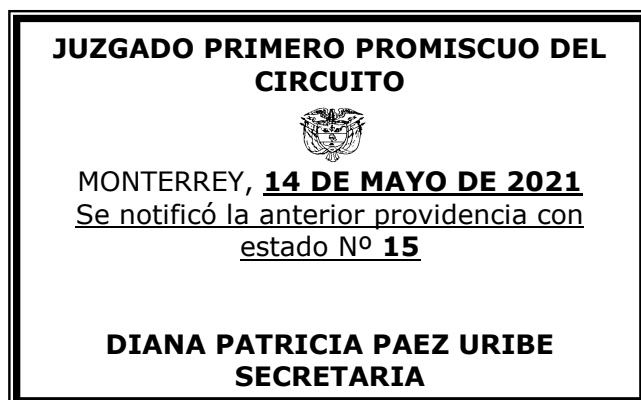 JUZGADO PRIMERO PROMISCUO DEL
CIRCUITO
MONTERREY, 14 DE MAYO DE 2021
Se notificó la anterior providencia con
estado Nº 15
DIANA PATRICIA PAEZ URIBE
SECRETARIA